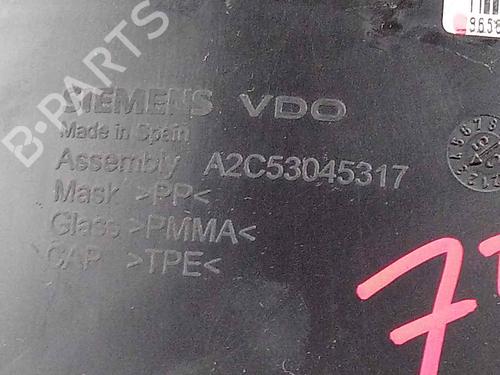 B-PARTS
SIEMENS VDO
Made in Spain
Assembly A2C53045317
Mask >PP<
Glass >PMMA<
CAP >TPE<